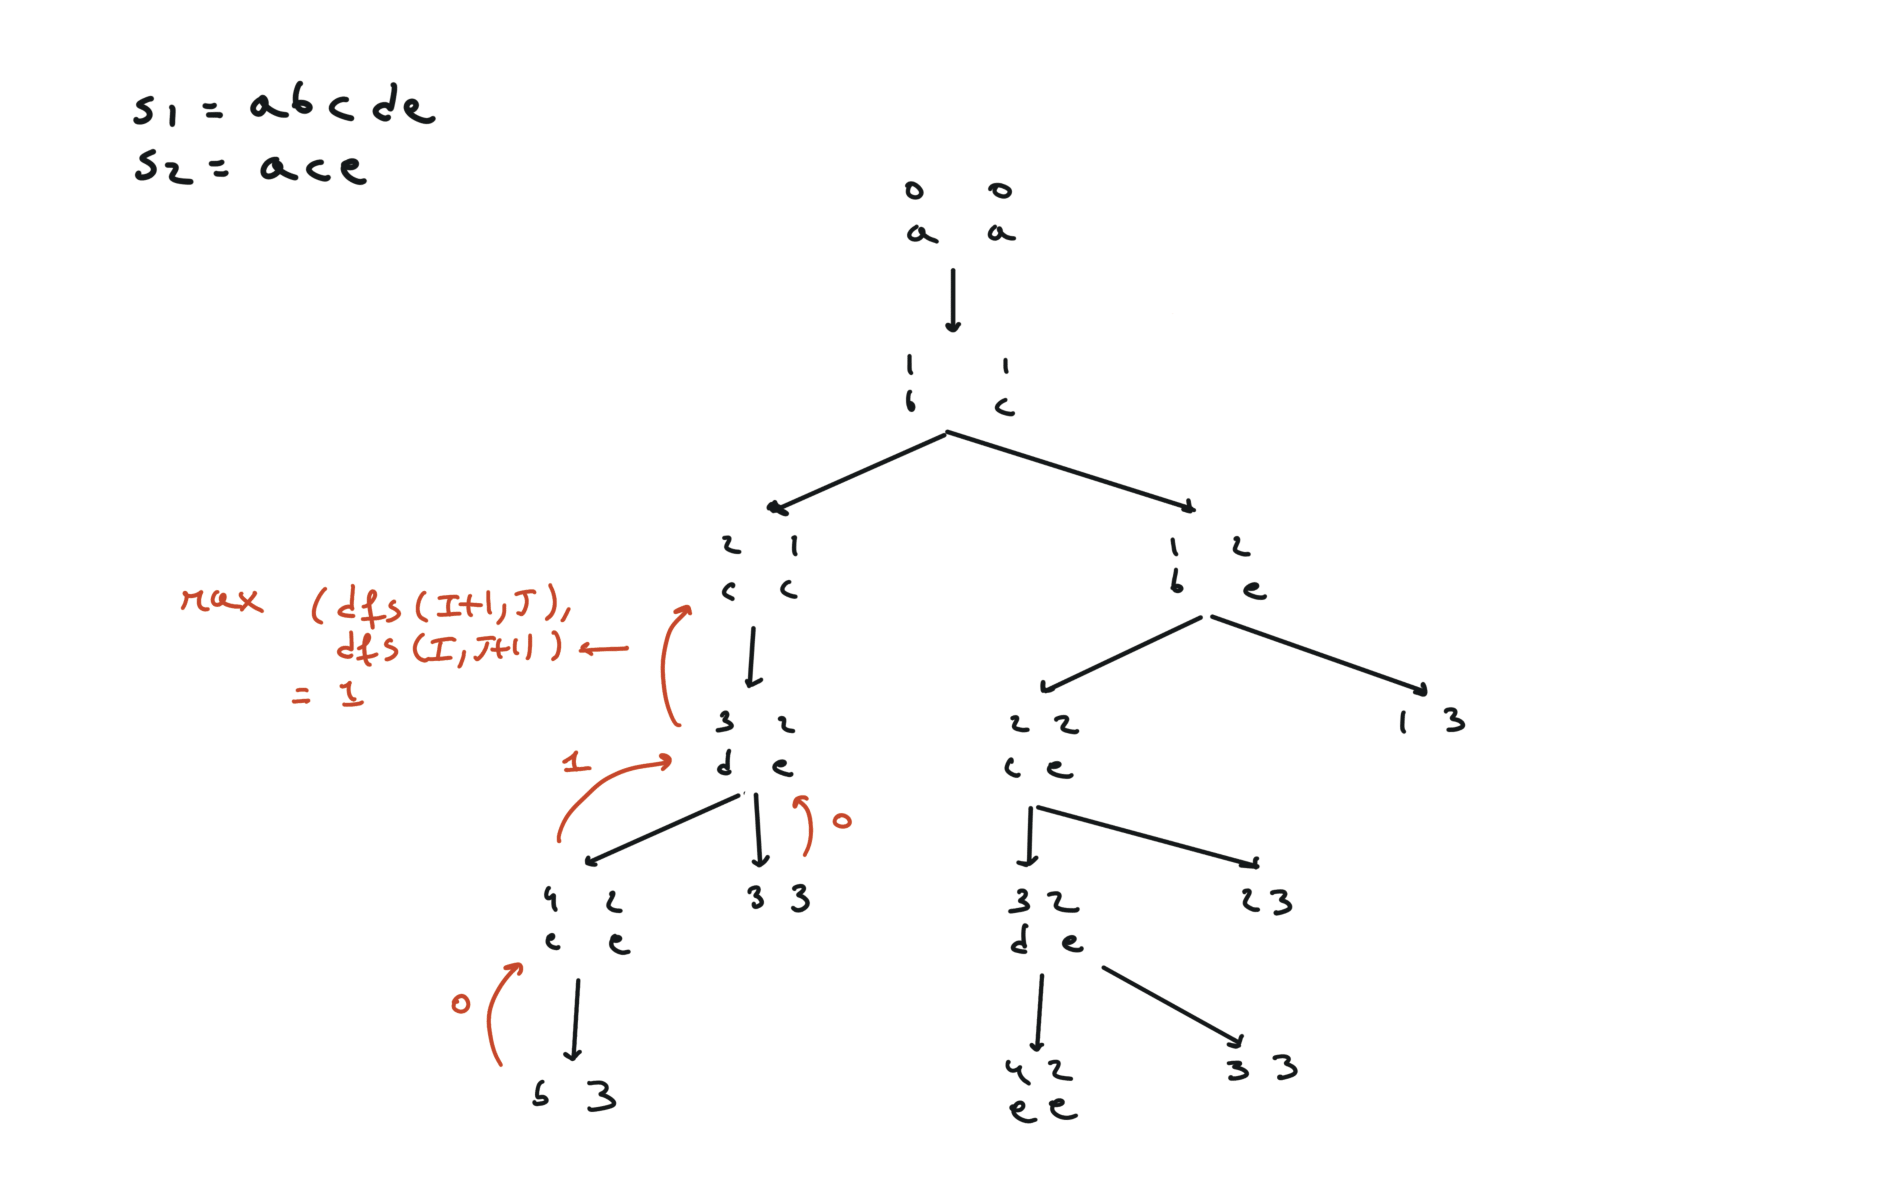 s1 = abcde
s2 = ace
0 0
a a
1 1
b c
2 1 1 2
c c b e
max (dfs(I+1,J),
dfs(I,J+1)
= 1
3 2 2 2 1 3
d e c e
1
0
4 2 3 3 3 2 2 3
e e d e
0
5 3 4 2 3 3
e e